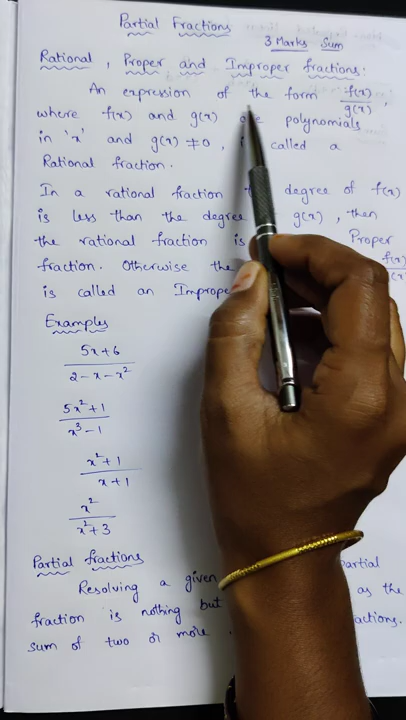 Partial Fractions
3 Marks Sum
Rational, Proper and Improper fractions:
An expression of the form f(x)/g(x),
where f(x) and g(x) are polynomials
in 'x' and g(x) ≠ 0, called a
Rational fraction.
In a rational fraction degree of f(x)
is less than the degree g(x), then
the rational fraction is Proper
fraction. Otherwise the f(x)
is called an Improper
Examples
5x+6 / 2-x-x²
5x²+1 / x³-1
x²+1 / x+1
x² / x²+3
Partial fractions
Resolving a given partial
fraction is nothing but as the
sum of two or more actions.